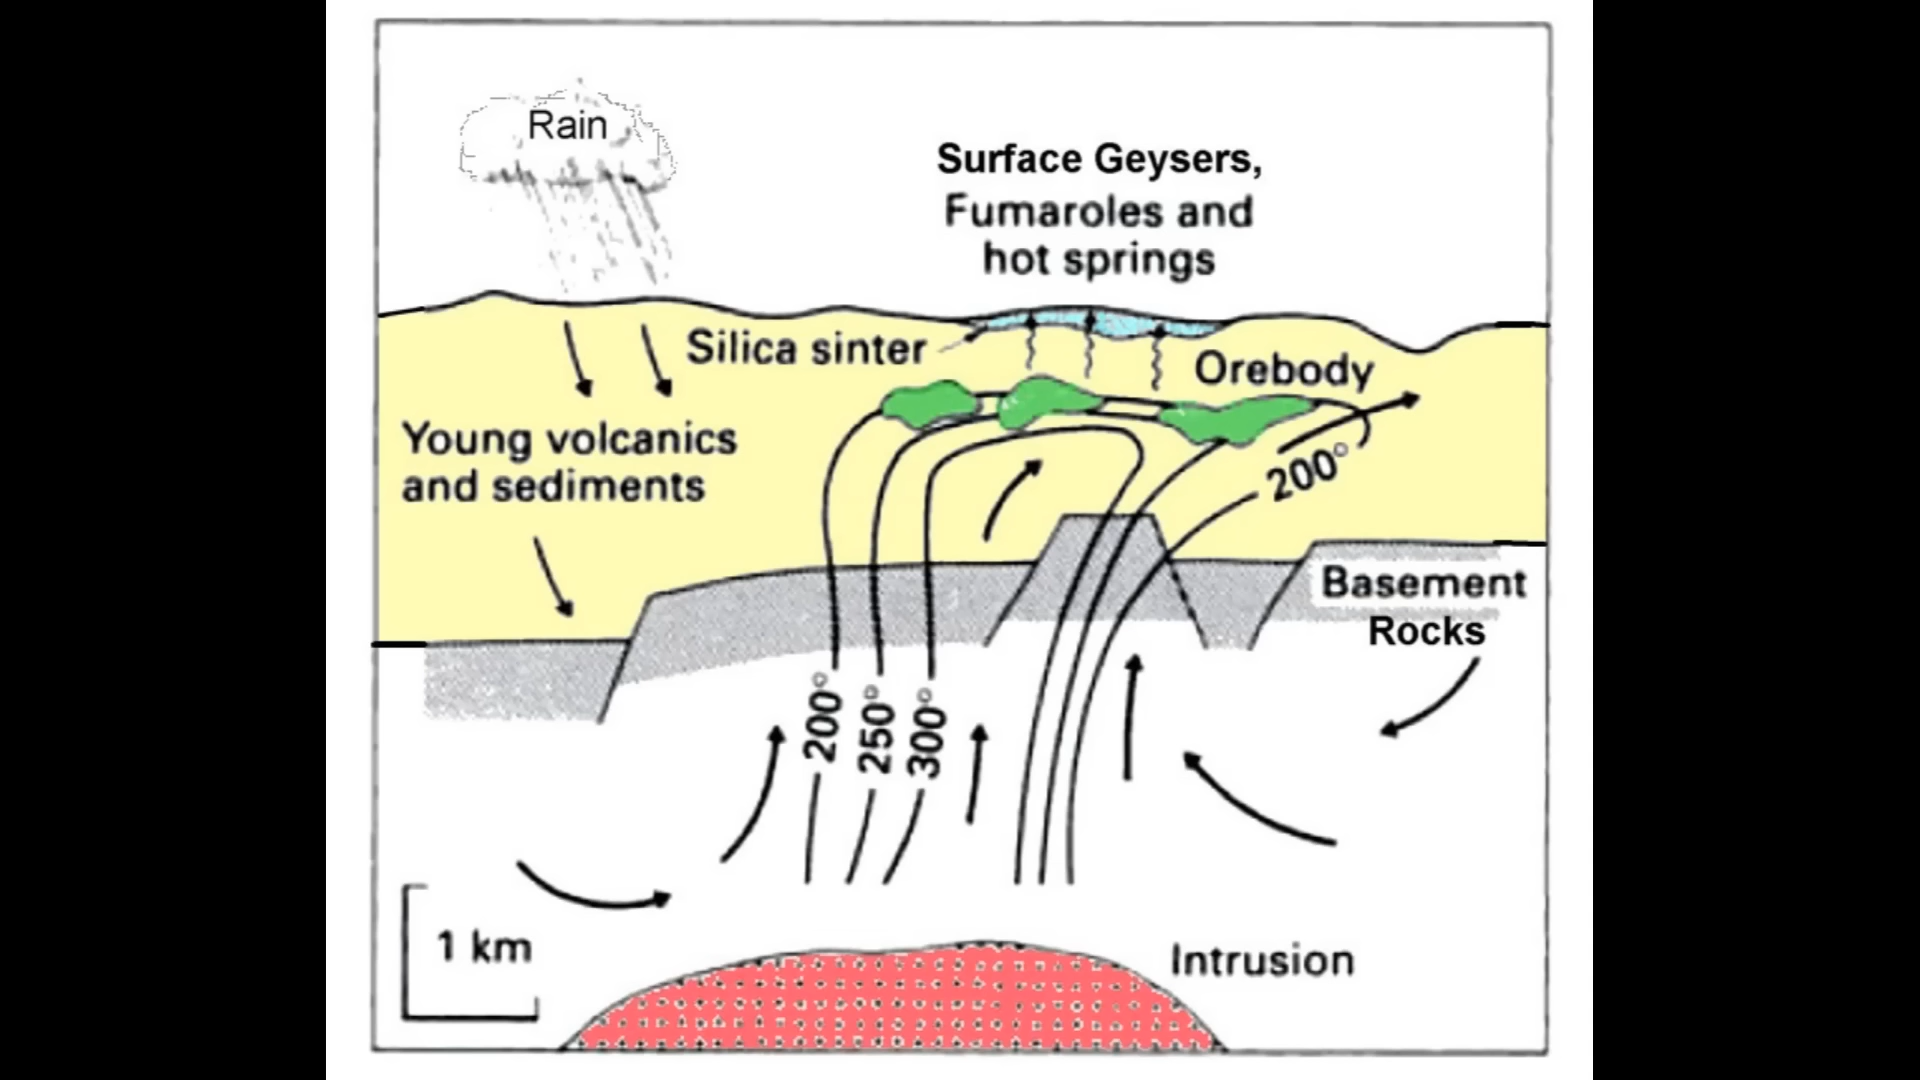 Rain
Surface Geysers,
Fumaroles and
hot springs
Silica sinter
Orebody
Young volcanics
and sediments
200°
Basement
Rocks
200°
250°
300°
1 km
Intrusion